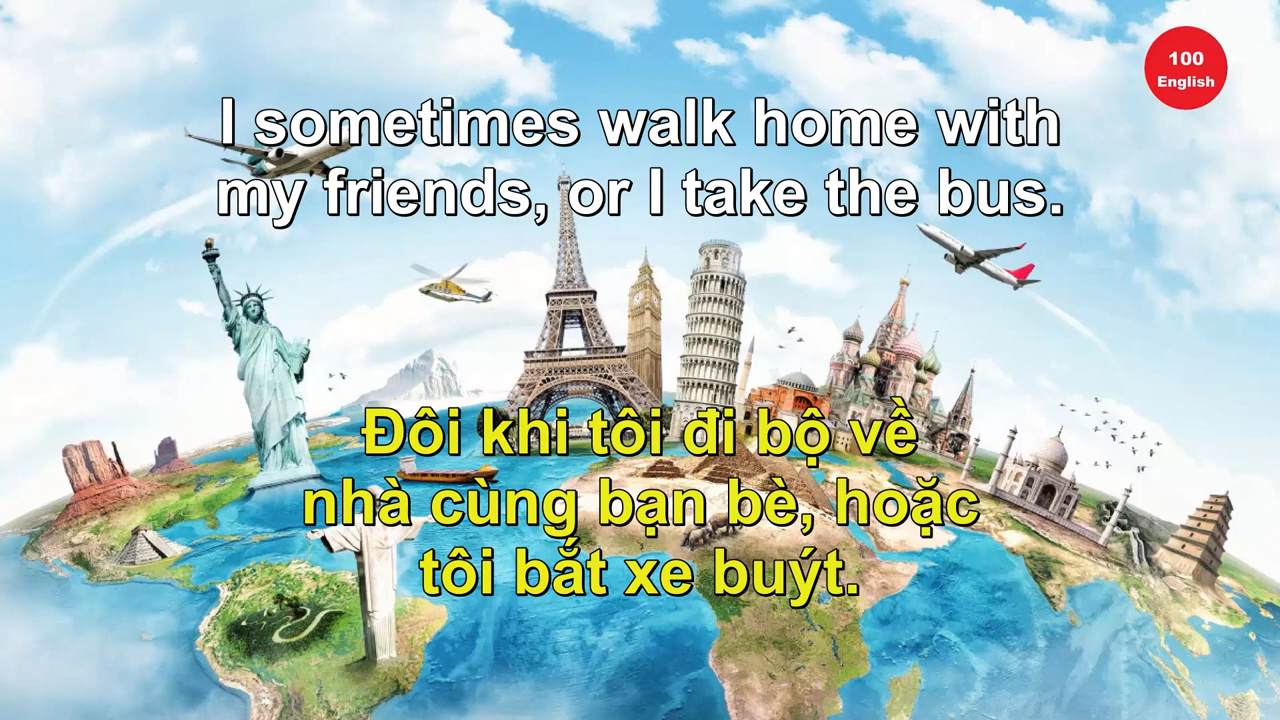 100
English
I sometimes walk home with
my friends, or I take the bus.
Đôi khi tôi đi bộ về
nhà cùng bạn bè, hoặc
tôi bắt xe buýt.